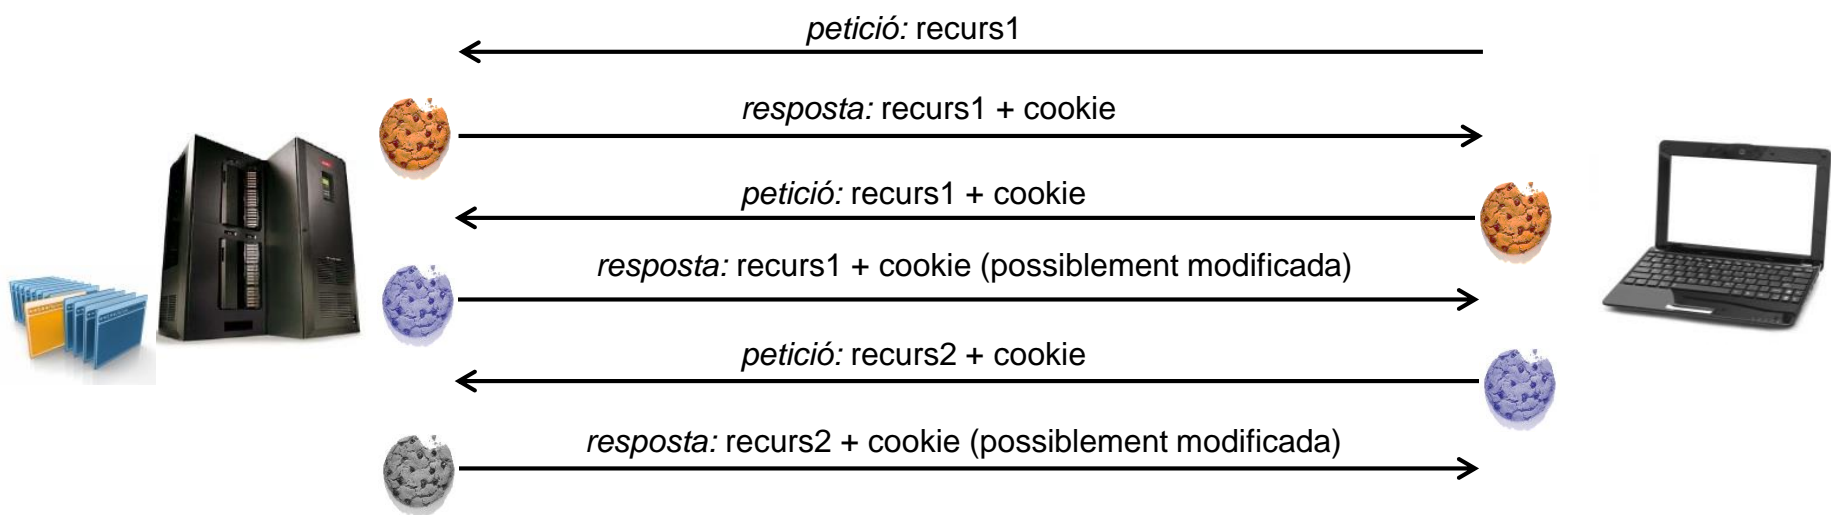 petició: recurs1
resposta: recurs1 + cookie
petició: recurs1 + cookie
resposta: recurs1 + cookie (possiblement modificada)
petició: recurs2 + cookie
resposta: recurs2 + cookie (possiblement modificada)